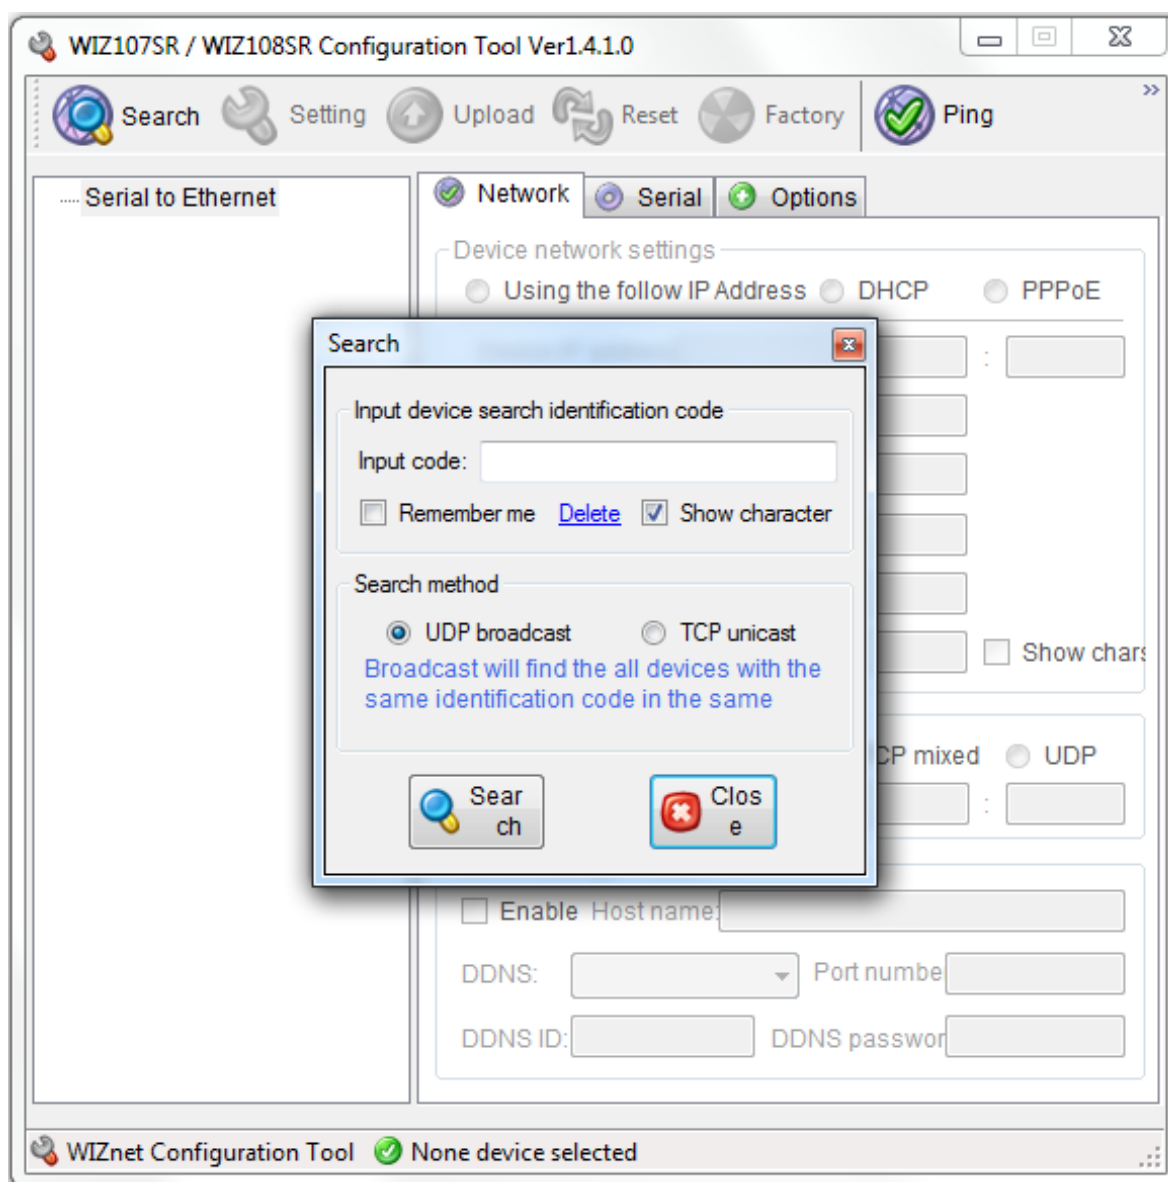 WIZ107SR / WIZ108SR Configuration Tool Ver1.4.1.0
Search Setting Upload Reset Factory Ping
Serial to Ethernet
Network Serial Options
Device network settings
Using the follow IP Address DHCP PPPoE
Search
:
Input device search identification code
Input code:
Remember me Delete Show character
Search method
UDP broadcast TCP unicast
Broadcast will find the all devices with the
same identification code in the same
Show chars
CP mixed UDP
:
Sear
ch
Clos
e
Enable Host name:
DDNS: Port numbe
DDNS ID: DDNS passwor
WIZnet Configuration Tool None device selected